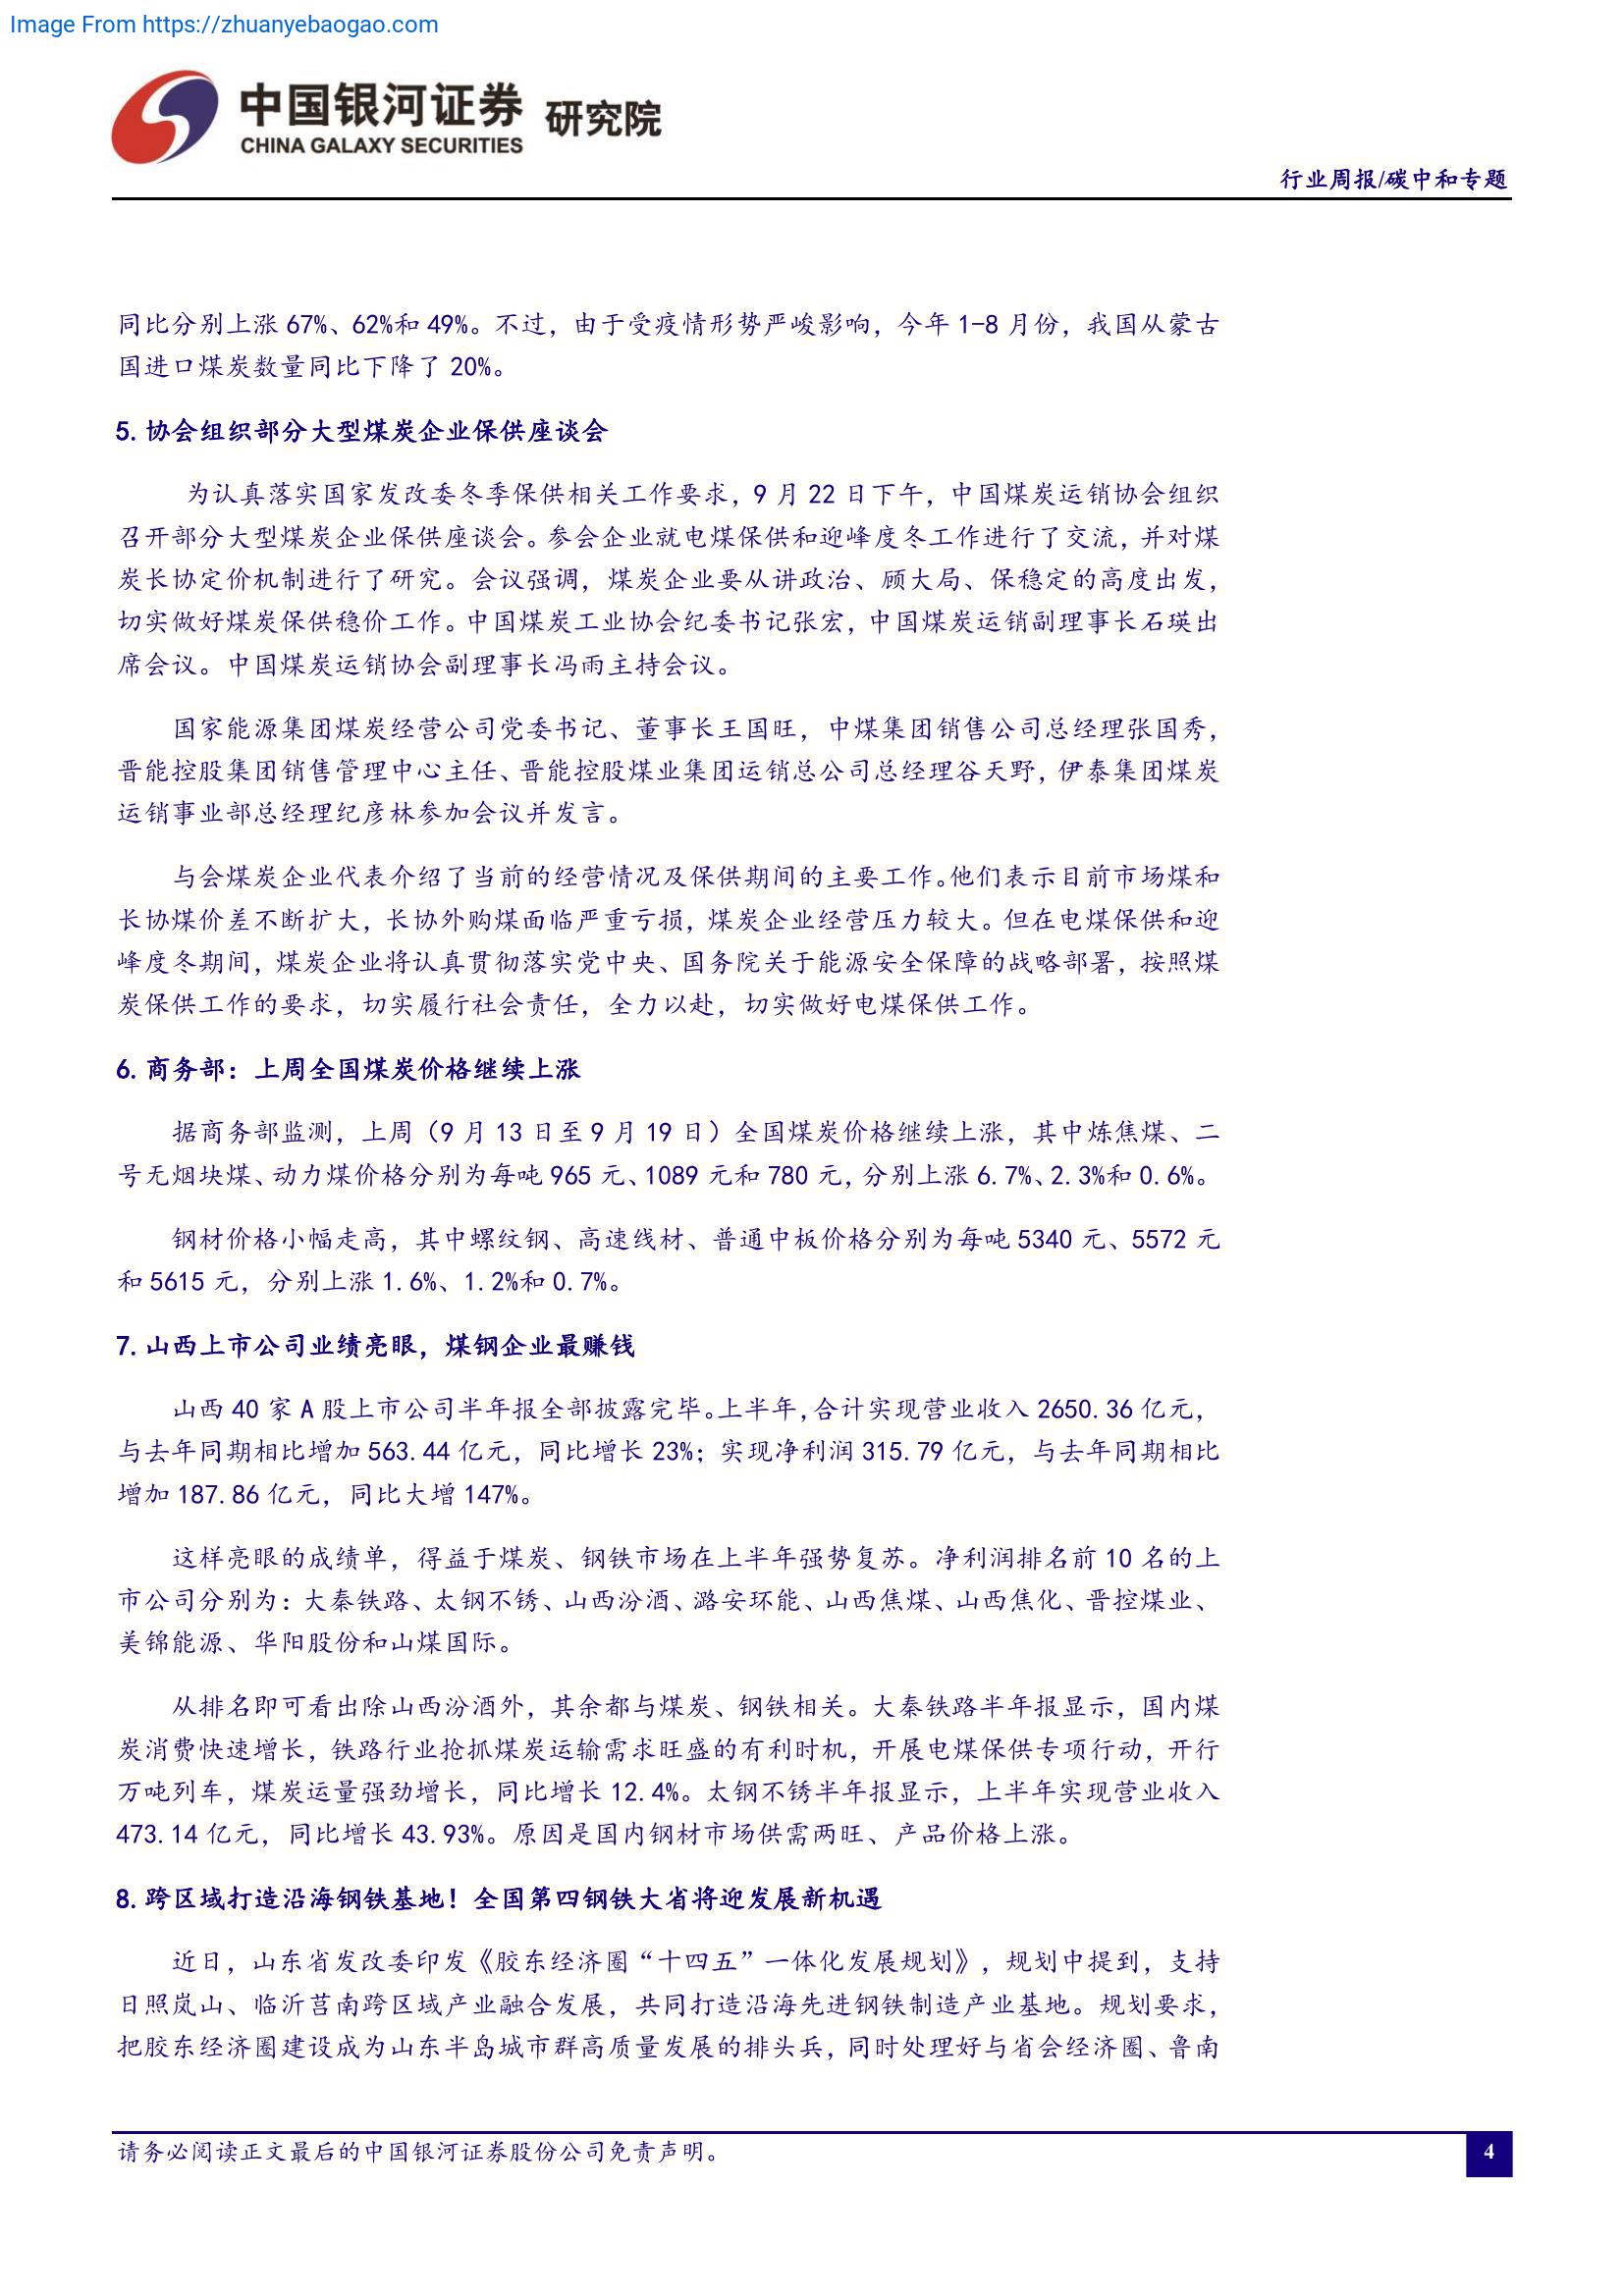 Image From https://zhuanyebaogao.com
中国银河证券 研究院
CHINA GALAXY SECURITIES
行业周报/碳中和专题
同比分别上涨 67%、62%和 49%。不过，由于受疫情形势严峻影响，今年 1-8 月份，我国从蒙古
国进口煤炭数量同比下降了 20%。
5. 协会组织部分大型煤炭企业保供座谈会
为认真落实国家发改委冬季保供相关工作要求，9 月 22 日下午，中国煤炭运销协会组织
召开部分大型煤炭企业保供座谈会。参会企业就电煤保供和迎峰度冬工作进行了交流，并对煤
炭长协定价机制进行了研究。会议强调，煤炭企业要从讲政治、顾大局、保稳定的高度出发，
切实做好煤炭保供稳价工作。中国煤炭工业协会纪委书记张宏，中国煤炭运销副理事长石瑛出
席会议。中国煤炭运销协会副理事长冯雨主持会议。
国家能源集团煤炭经营公司党委书记、董事长王国旺，中煤集团销售公司总经理张国秀，
晋能控股集团销售管理中心主任、晋能控股煤业集团运销总公司总经理谷天野，伊泰集团煤炭
运销事业部总经理纪彦林参加会议并发言。
与会煤炭企业代表介绍了当前的经营情况及保供期间的主要工作。他们表示目前市场煤和
长协煤价差不断扩大，长协外购煤面临严重亏损，煤炭企业经营压力较大。但在电煤保供和迎
峰度冬期间，煤炭企业将认真贯彻落实党中央、国务院关于能源安全保障的战略部署，按照煤
炭保供工作的要求，切实履行社会责任，全力以赴，切实做好电煤保供工作。
6. 商务部：上周全国煤炭价格继续上涨
据商务部监测，上周（9 月 13 日至 9 月 19 日）全国煤炭价格继续上涨，其中炼焦煤、二
号无烟块煤、动力煤价格分别为每吨 965 元、1089 元和 780 元，分别上涨 6.7%、2.3%和 0.6%。
钢材价格小幅走高，其中螺纹钢、高速线材、普通中板价格分别为每吨 5340 元、5572 元
和 5615 元，分别上涨 1.6%、1.2%和 0.7%。
7. 山西上市公司业绩亮眼，煤钢企业最赚钱
山西 40 家 A 股上市公司半年报全部披露完毕。上半年，合计实现营业收入 2650.36 亿元，
与去年同期相比增加 563.44 亿元，同比增长 23%；实现净利润 315.79 亿元，与去年同期相比
增加 187.86 亿元，同比大增 147%。
这样亮眼的成绩单，得益于煤炭、钢铁市场在上半年强势复苏。净利润排名前 10 名的上
市公司分别为：大秦铁路、太钢不锈、山西汾酒、潞安环能、山西焦煤、山西焦化、晋控煤业、
美锦能源、华阳股份和山煤国际。
从排名即可看出除山西汾酒外，其余都与煤炭、钢铁相关。大秦铁路半年报显示，国内煤
炭消费快速增长，铁路行业抢抓煤炭运输需求旺盛的有利时机，开展电煤保供专项行动，开行
万吨列车，煤炭运量强劲增长，同比增长 12.4%。太钢不锈半年报显示，上半年实现营业收入
473.14 亿元，同比增长 43.93%。原因是国内钢材市场供需两旺、产品价格上涨。
8. 跨区域打造沿海钢铁基地！全国第四钢铁大省将迎发展新机遇
近日，山东省发改委印发《胶东经济圈“十四五”一体化发展规划》，规划中提到，支持
日照岚山、临沂莒南跨区域产业融合发展，共同打造沿海先进钢铁制造产业基地。规划要求，
把胶东经济圈建设成为山东半岛城市群高质量发展的排头兵，同时处理好与省会经济圈、鲁南
请务必阅读正文最后的中国银河证券股份公司免责声明。
4